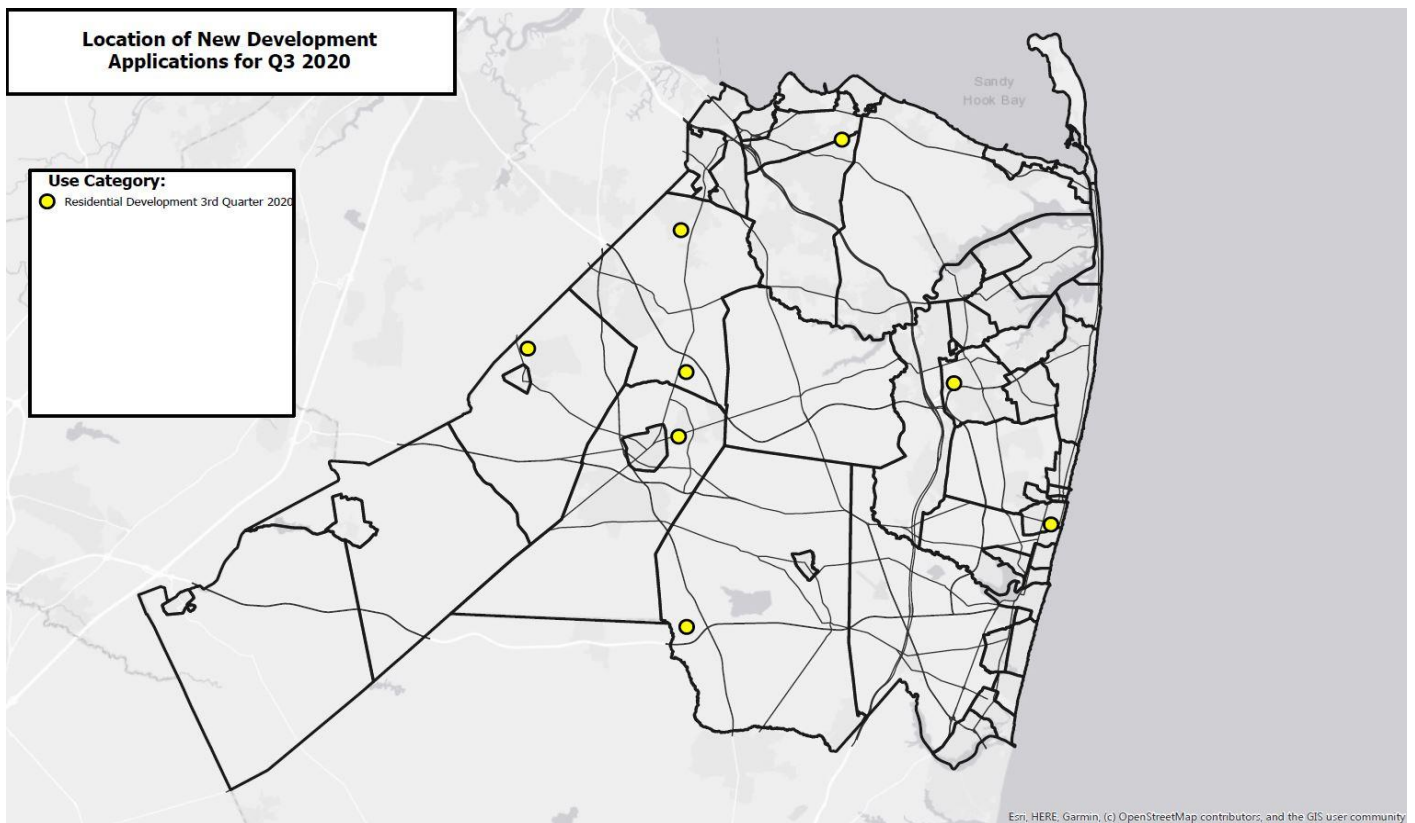 Location of New Development
Applications for Q3 2020
Sandy
Hook Bay
Use Category:
Residential Development 3rd Quarter 2020
Esri, HERE, Garmin, (c) OpenStreetMap contributors, and the GIS user community